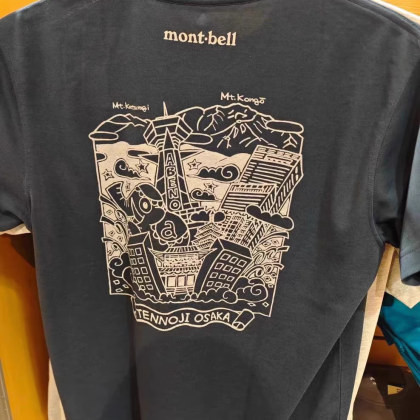 mont·bell
Mt. Kongō
ABENO
TENNOJI OSAKA